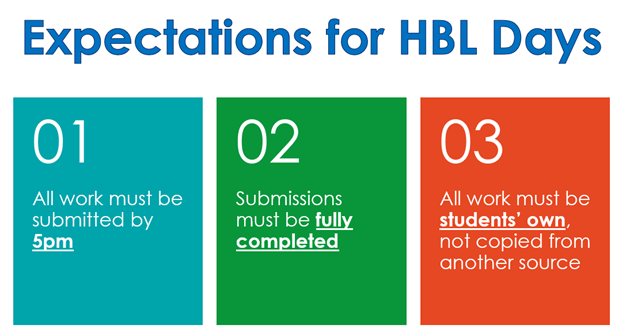 Expectations for HBL Days
01
All work must be
submitted by
5pm
02
Submissions
must be fully
completed
03
All work must be
students’ own,
not copied from
another source